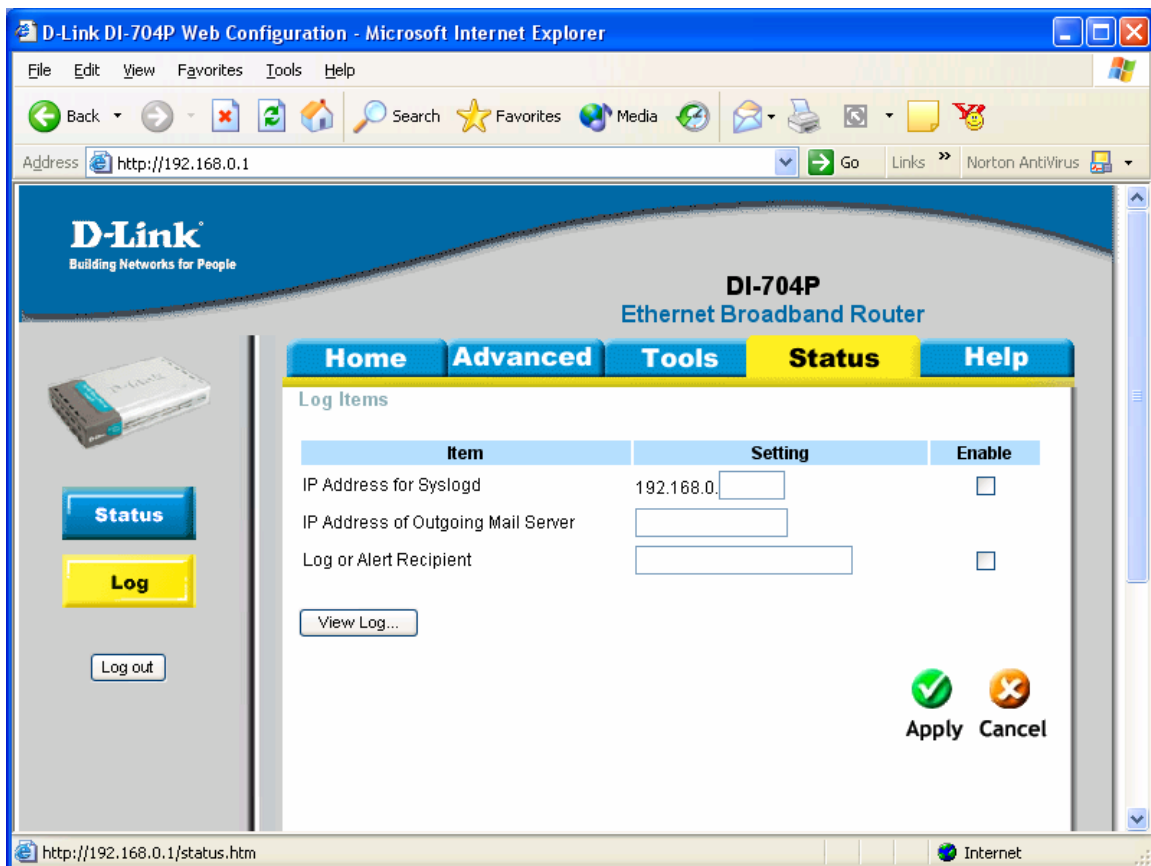 D-Link DI-704P Web Configuration - Microsoft Internet Explorer
File Edit View Favorites Tools Help
Back Search Favorites Media
Address http://192.168.0.1 Go Links » Norton AntiVirus
D-Link
Building Networks for People
DI-704P
Ethernet Broadband Router
Home Advanced Tools Status Help
D-Link
Log Items
Item Setting Enable
IP Address for Syslogd 192.168.0.
Status
IP Address of Outgoing Mail Server
Log or Alert Recipient
Log
View Log...
Log out
Apply Cancel
http://192.168.0.1/status.htm Internet